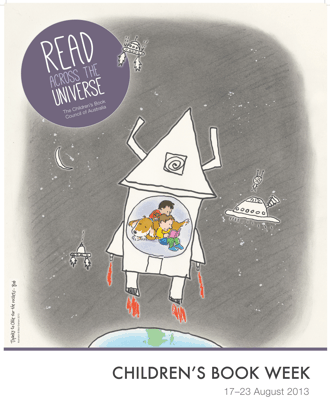 READ
ACROSS THE
UNIVERSE
The Children's Book
Council of Australia
CHILDREN'S BOOK WEEK
17–23 August 2013